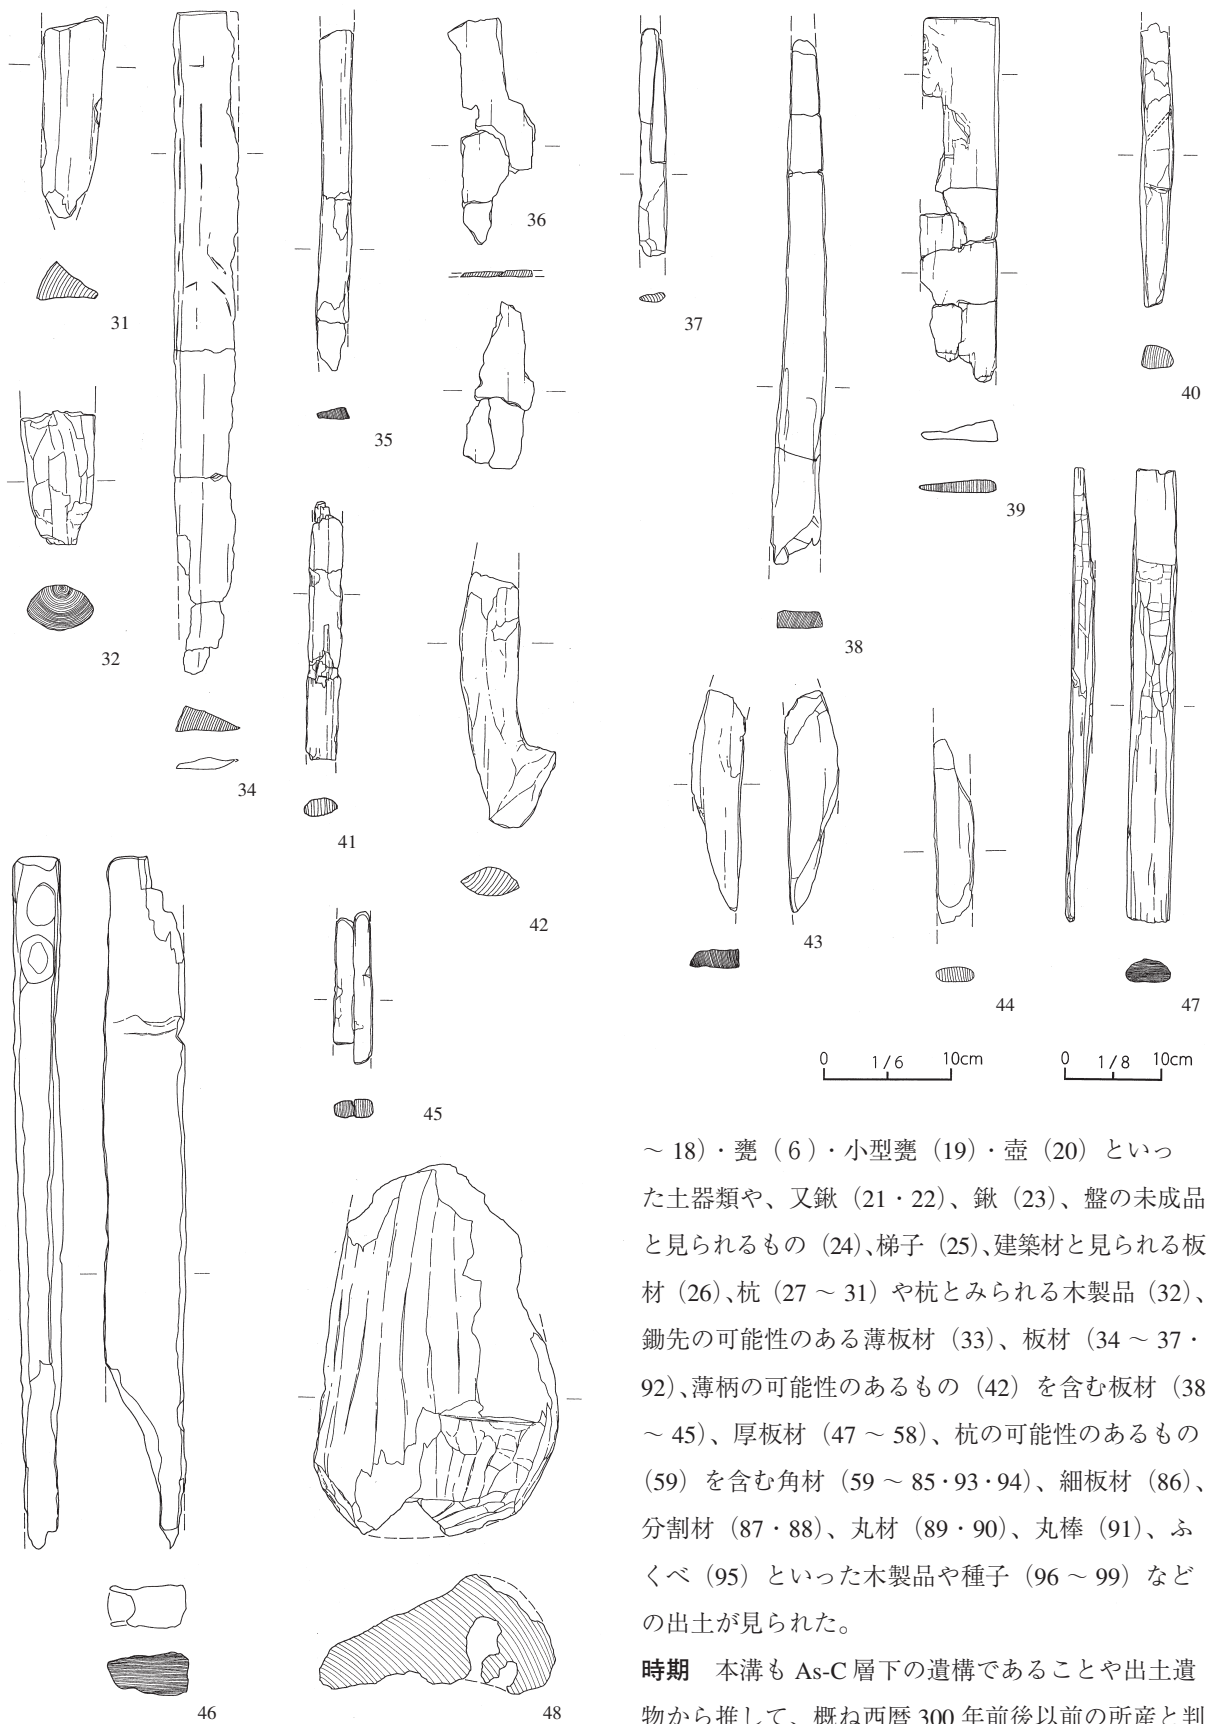 31
32
34
35
36
41
42
45
46
48
37
38
39
40
43
44
47
0 1/6 10cm
0 1/8 10cm
～ 18）・甕（６）・小型甕（19）・壺（20）といっ
た土器類や、又鍬（21・22）、鍬（23）、盤の未成品
と見られるもの（24）、梯子（25）、建築材と見られる板
材（26）、杭（27 ～ 31）や杭とみられる木製品（32）、
鋤先の可能性のある薄板材（33）、板材（34 ～ 37・
92）、薄柄の可能性のあるもの（42）を含む板材（38
～ 45）、厚板材（47 ～ 58）、杭の可能性のあるもの
（59）を含む角材（59 ～ 85・93・94）、細板材（86）、
分割材（87・88）、丸材（89・90）、丸棒（91）、ふ
くべ（95）といった木製品や種子（96 ～ 99）など
の出土が見られた。
時期　本溝も As-C 層下の遺構であることや出土遺
物から推して、概ね西暦 300 年前後以前の所産と判